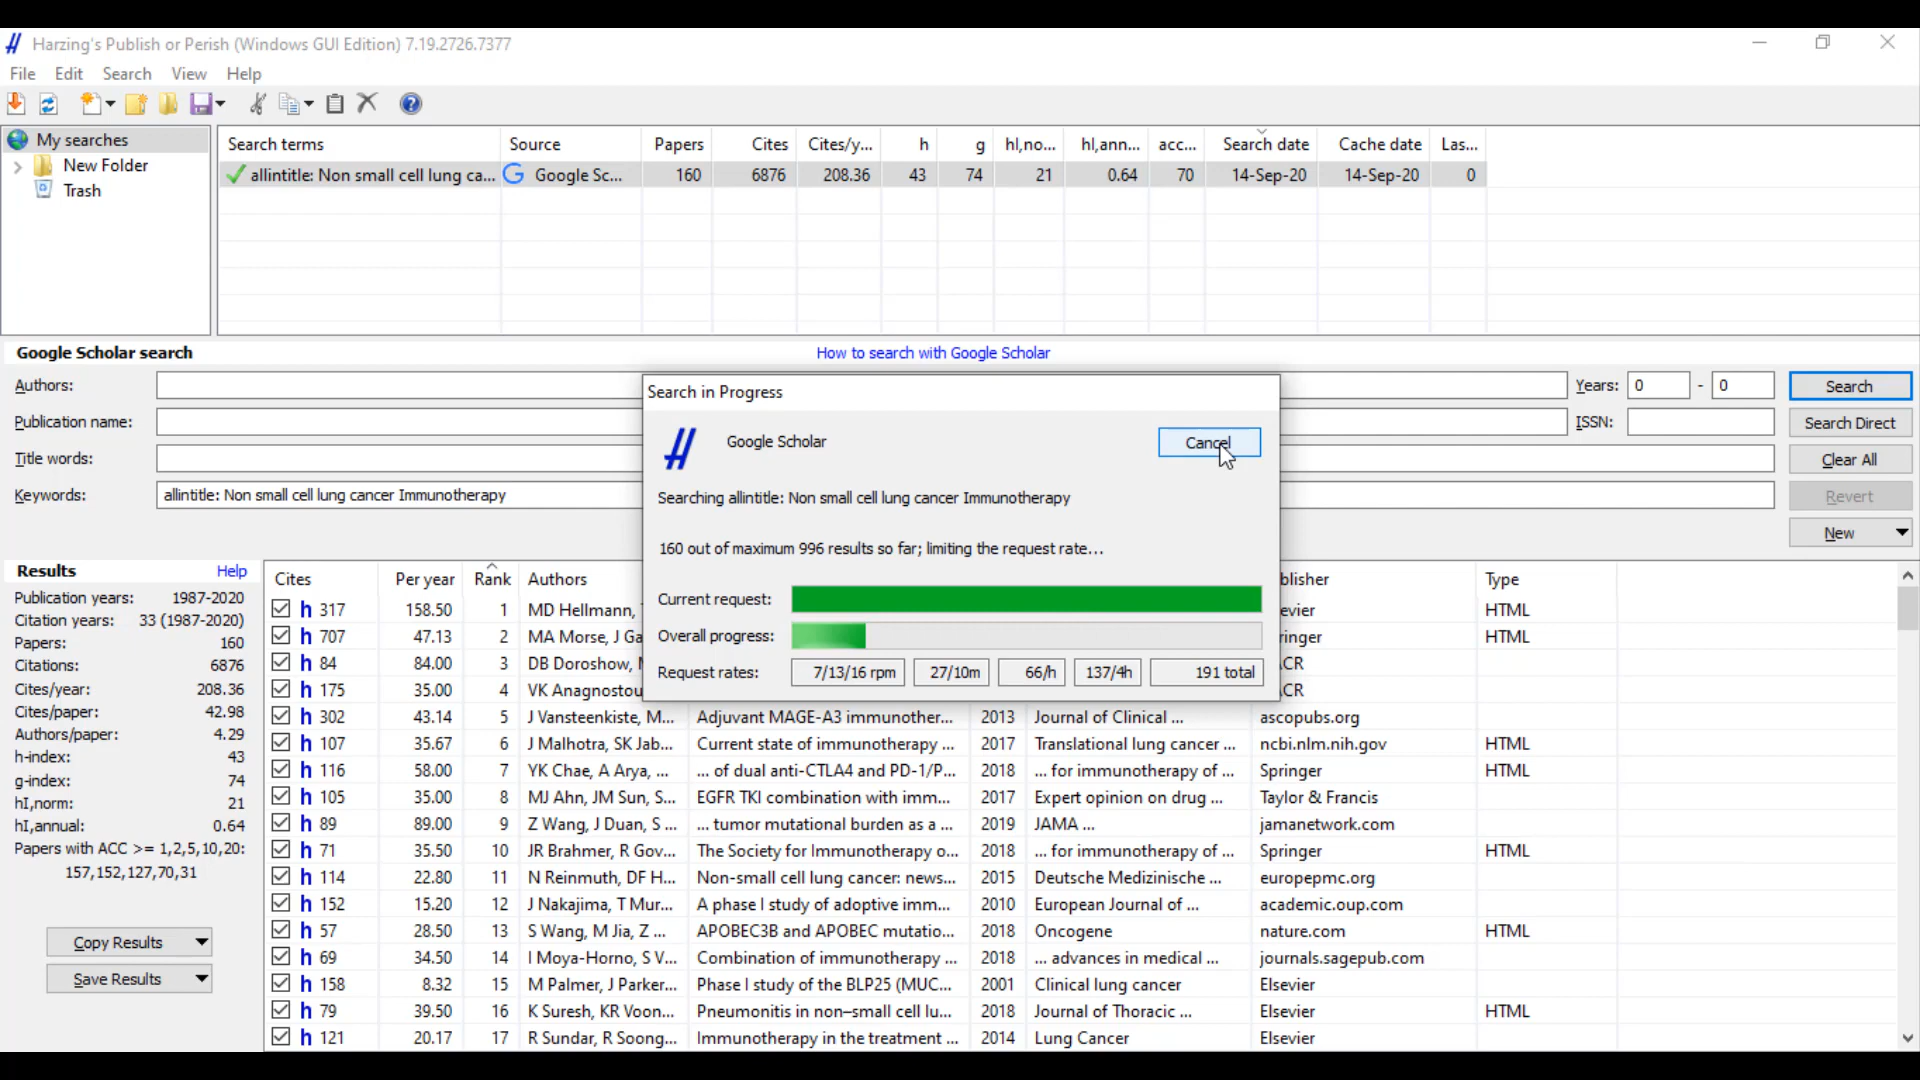 Harzing's Publish or Perish (Windows GUI Edition) 7.19.2726.7377
File Edit Search View Help
My searches
New Folder
Trash
Search terms Source Papers Cites Cites/y... h g hl,no... hl,ann... acc... Search date Cache date Las...
allintitle: Non small cell lung ca... Google Sc... 160 6876 208.36 43 74 21 0.64 70 14-Sep-20 14-Sep-20 0
Google Scholar search How to search with Google Scholar
Authors: Years: 0 - 0 Search
Publication name: ISSN: Search Direct
Title words: Clear All
Keywords: allintitle: Non small cell lung cancer Immunotherapy Revert
New
Search in Progress
Google Scholar Cancel
Searching allintitle: Non small cell lung cancer Immunotherapy
160 out of maximum 996 results so far; limiting the request rate...
Current request:
Overall progress:
Request rates: 7/13/16 rpm 27/10m 66/h 137/4h 191 total
Results Help
Publication years: 1987-2020
Citation years: 33 (1987-2020)
Papers: 160
Citations: 6876
Cites/year: 208.36
Cites/paper: 42.98
Authors/paper: 4.29
h-index: 43
g-index: 74
hI,norm: 21
hI,annual: 0.64
Papers with ACC >= 1,2,5,10,20:
157,152,127,70,31
Copy Results
Save Results
Cites Per year Rank Authors blisher Type
h 317 158.50 1 MD Hellmann, evier HTML
h 707 47.13 2 MA Morse, J Ga ringer HTML
h 84 84.00 3 DB Doroshow, CR
h 175 35.00 4 VK Anagnostou CR
h 302 43.14 5 J Vansteenkiste, M... Adjuvant MAGE-A3 immunother... 2013 Journal of Clinical ... ascopubs.org
h 107 35.67 6 J Malhotra, SK Jab... Current state of immunotherapy ... 2017 Translational lung cancer ... ncbi.nlm.nih.gov HTML
h 116 58.00 7 YK Chae, A Arya, ... ... of dual anti-CTLA4 and PD-1/P... 2018 ... for immunotherapy of ... Springer HTML
h 105 35.00 8 MJ Ahn, JM Sun, S... EGFR TKI combination with imm... 2017 Expert opinion on drug ... Taylor & Francis
h 89 89.00 9 Z Wang, J Duan, S ... ... tumor mutational burden as a ... 2019 JAMA ... jamanetwork.com
h 71 35.50 10 JR Brahmer, R Gov... The Society for Immunotherapy o... 2018 ... for immunotherapy of ... Springer HTML
h 114 22.80 11 N Reinmuth, DF H... Non-small cell lung cancer: news... 2015 Deutsche Medizinische ... europepmc.org
h 152 15.20 12 J Nakajima, T Mur... A phase I study of adoptive imm... 2010 European Journal of ... academic.oup.com
h 57 28.50 13 S Wang, M Jia, Z ... APOBEC3B and APOBEC mutatio... 2018 Oncogene nature.com HTML
h 69 34.50 14 I Moya-Horno, S V... Combination of immunotherapy ... 2018 ... advances in medical ... journals.sagepub.com
h 158 8.32 15 M Palmer, J Parker... Phase I study of the BLP25 (MUC... 2001 Clinical lung cancer Elsevier
h 79 39.50 16 K Suresh, KR Voon... Pneumonitis in non–small cell lu... 2018 Journal of Thoracic ... Elsevier HTML
h 121 20.17 17 R Sundar, R Soong... Immunotherapy in the treatment ... 2014 Lung Cancer Elsevier